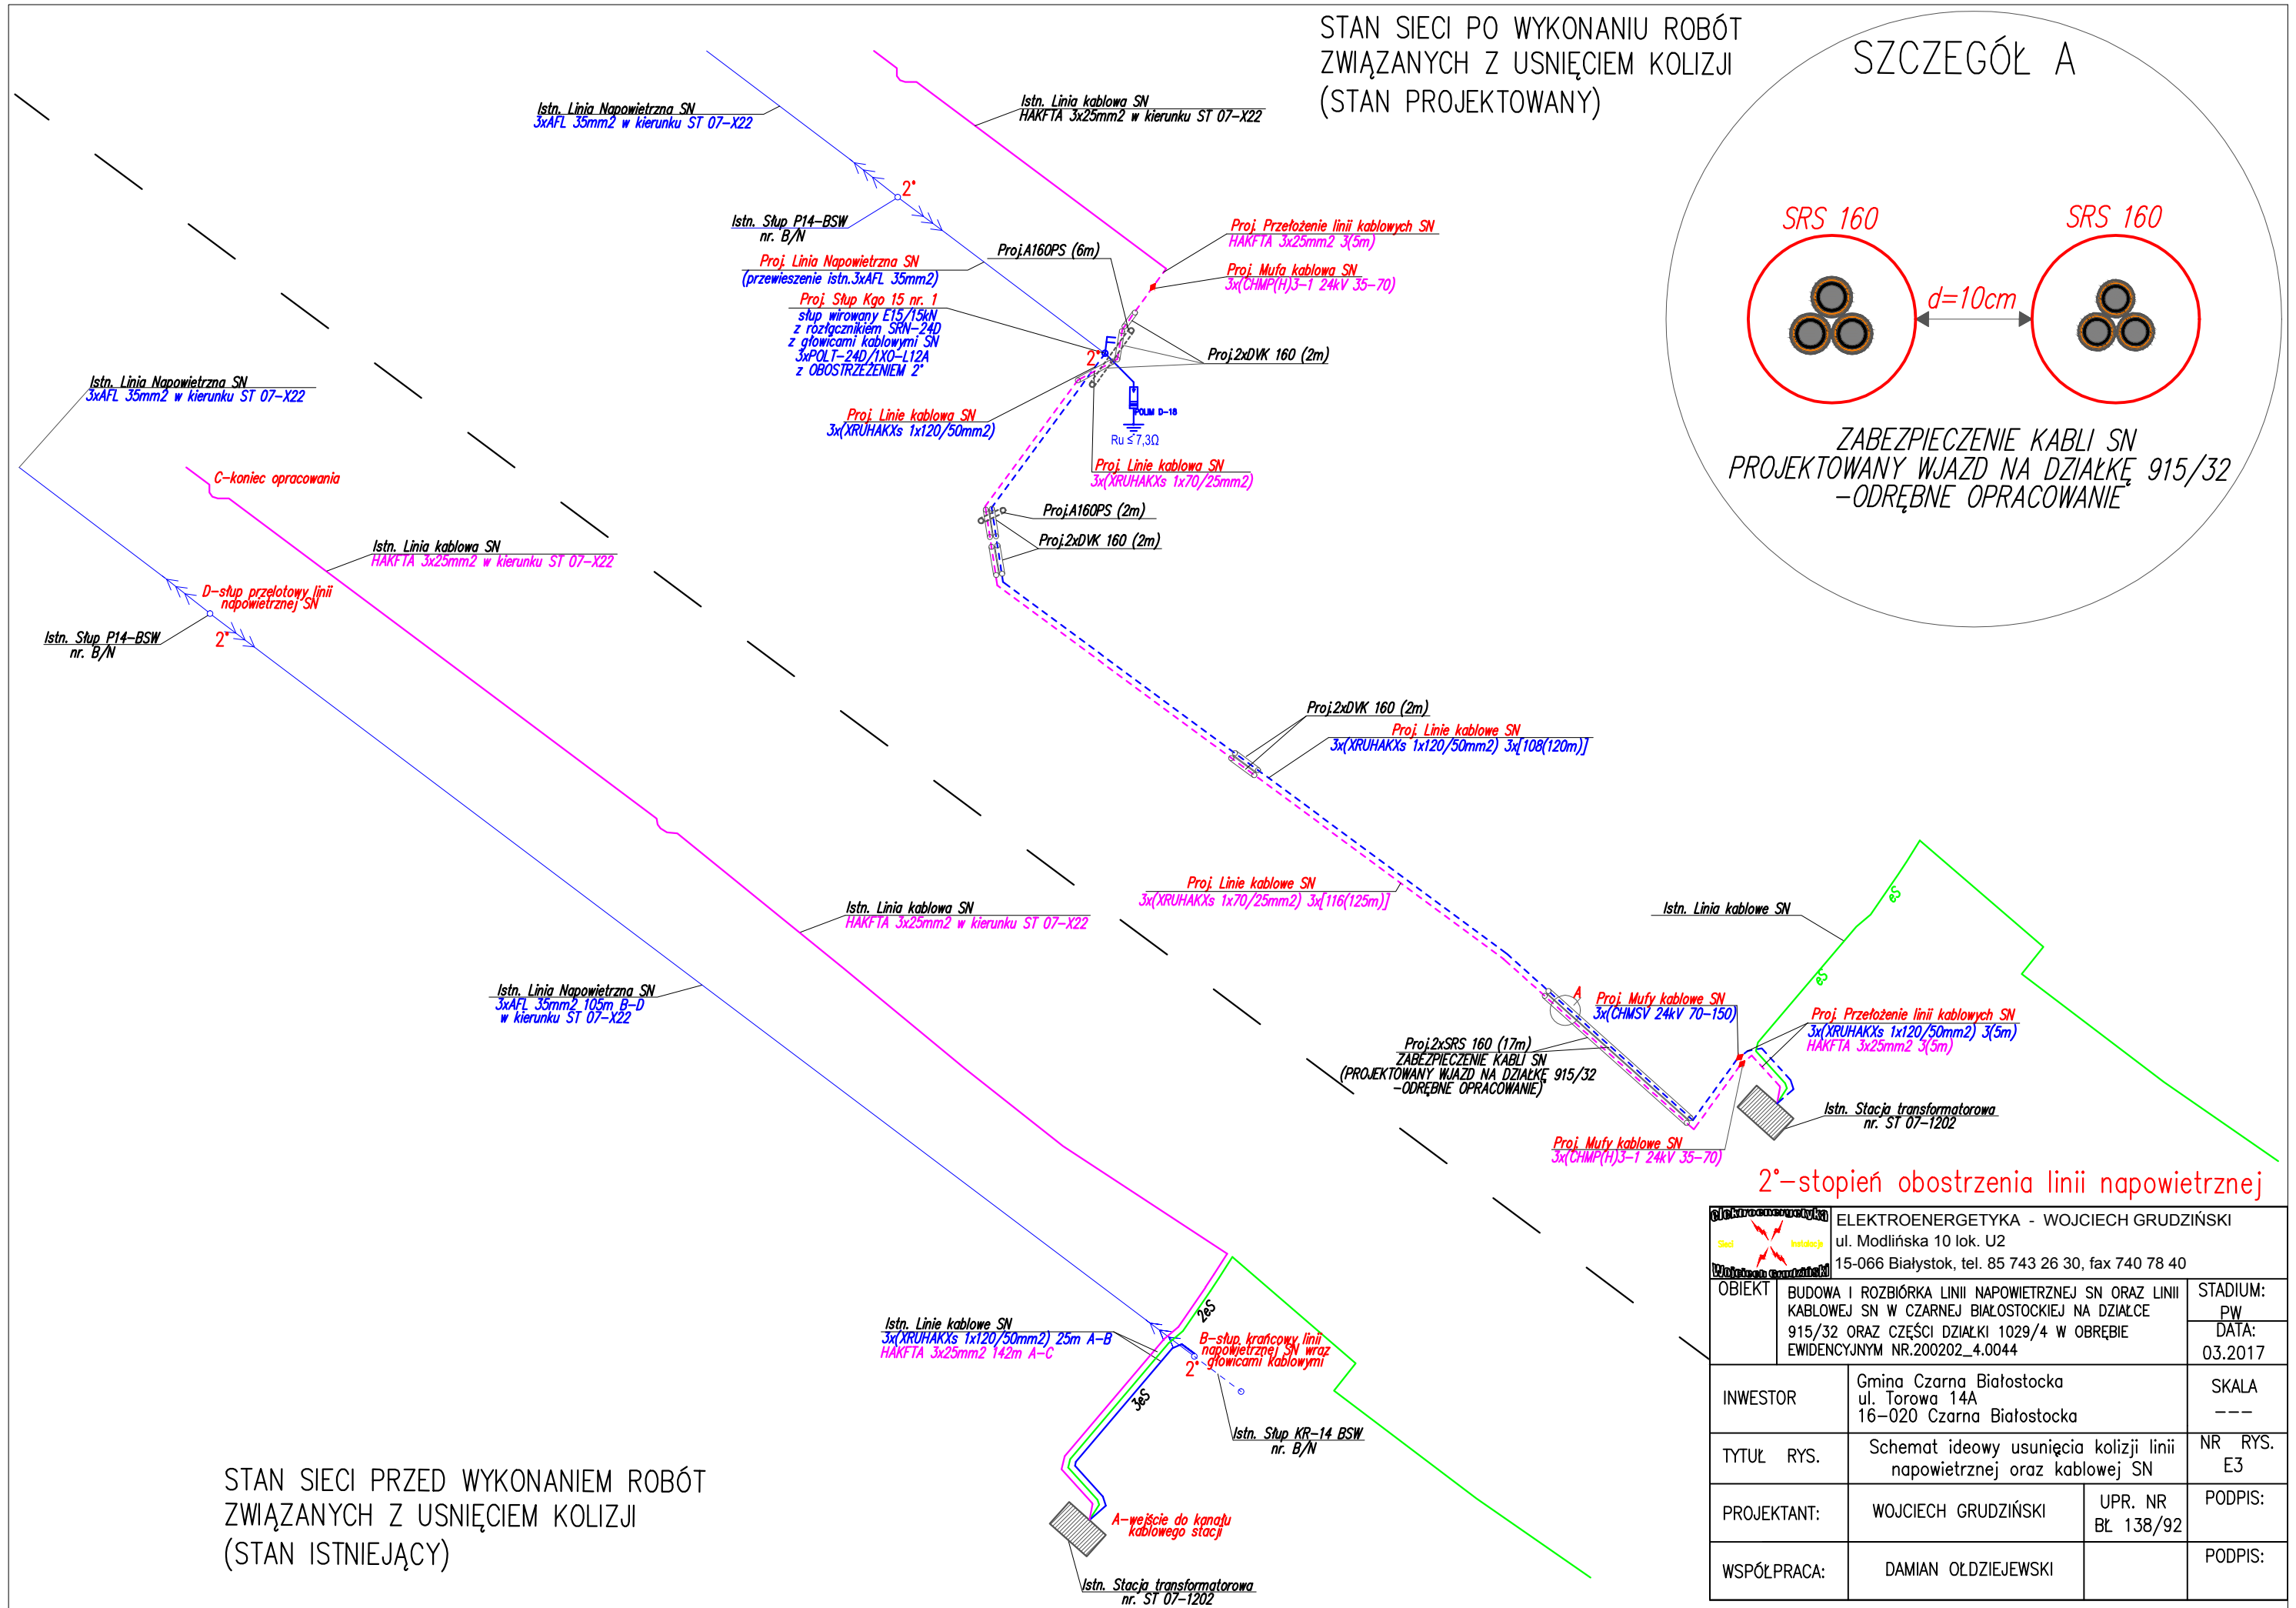 STAN SIECI PO WYKONANIU ROBÓT
ZWIĄZANYCH Z USNIĘCIEM KOLIZJI
(STAN PROJEKTOWANY)
SZCZEGÓŁ A
SRS 160
SRS 160
d=10cm
ZABEZPIECZENIE KABLI SN
PROJEKTOWANY WJAZD NA DZIAŁKĘ 915/32
-ODRĘBNE OPRACOWANIE
Istn. Linia Napowietrzna SN
3xAFL 35mm2 w kierunku ST 07-X22
Istn. Linia kablowa SN
HAKFTA 3x25mm2 w kierunku ST 07-X22
2°
Istn. Słup P14-BSW
nr. B/N
Proj.A160PS (6m)
Proj. Przełożenie linii kablowych SN
HAKFTA 3x25mm2 3(5m)
Proj. Linia Napowietrzna SN
(przewieszenie istn.3xAFL 35mm2)
Proj. Mufa kablowa SN
3x(CHMP(H)3-1 24kV 35-70)
Proj. Słup Kgo 15 nr. 1
słup wirowany E15/15kN
z rozłącznikiem SRN-24D
z głowicami kablowymi SN
3xPOLT-24D/1XO-L12A
z OBOSTRZEŻENIEM 2°
2°
Proj.2xDVK 160 (2m)
POLIM D-18
Ru ≤ 7,3Ω
Proj. Linie kablowa SN
3x(XRUHAKXs 1x120/50mm2)
Proj. Linie kablowa SN
3x(XRUHAKXs 1x70/25mm2)
Proj.A160PS (2m)
Proj.2xDVK 160 (2m)
Istn. Linia Napowietrzna SN
3xAFL 35mm2 w kierunku ST 07-X22
C-koniec opracowania
Istn. Linia kablowa SN
HAKFTA 3x25mm2 w kierunku ST 07-X22
D-słup przelotowy linii
napowietrznej SN
2°
Istn. Słup P14-BSW
nr. B/N
Proj.2xDVK 160 (2m)
Proj. Linie kablowe SN
3x(XRUHAKXs 1x120/50mm2) 3x[108(120m)]
Proj. Linie kablowe SN
3x(XRUHAKXs 1x70/25mm2) 3x[116(125m)]
Istn. Linia kablowa SN
HAKFTA 3x25mm2 w kierunku ST 07-X22
Istn. Linia Napowietrzna SN
3xAFL 35mm2 105m B-D
w kierunku ST 07-X22
Istn. Linia kablowe SN
eS
eS
A
Proj. Mufy kablowe SN
3x(CHMSV 24kV 70-150)
Proj. Przełożenie linii kablowych SN
3x(XRUHAKXs 1x120/50mm2) 3(5m)
HAKFTA 3x25mm2 3(5m)
Proj.2xSRS 160 (17m)
ZABEZPIECZENIE KABLI SN
(PROJEKTOWANY WJAZD NA DZIAŁKĘ 915/32
-ODRĘBNE OPRACOWANIE)
Istn. Stacja transformatorowa
nr. ST 07-1202
Proj. Mufy kablowe SN
3x(CHMP(H)3-1 24kV 35-70)
2°-stopień obostrzenia linii napowietrznej
Istn. Linie kablowe SN
3x(XRUHAKXs 1x120/50mm2) 25m A-B
HAKFTA 3x25mm2 142m A-C
2eS
3eS
B-słup krańcowy linii
napowietrznej SN wraz
głowicami kablowymi
2°
Istn. Słup KR-14 BSW
nr. B/N
A-wejście do kanału
kablowego stacji
Istn. Stacja transformatorowa
nr. ST 07-1202
STAN SIECI PRZED WYKONANIEM ROBÓT
ZWIĄZANYCH Z USNIĘCIEM KOLIZJI
(STAN ISTNIEJĄCY)
elektroenergetyka
Sieci Instalacje
Wojciech Grudziński
ELEKTROENERGETYKA - WOJCIECH GRUDZIŃSKI
ul. Modlińska 10 lok. U2
15-066 Białystok, tel. 85 743 26 30, fax 740 78 40
OBIEKT
BUDOWA I ROZBIÓRKA LINII NAPOWIETRZNEJ SN ORAZ LINII
KABLOWEJ SN W CZARNEJ BIAŁOSTOCKIEJ NA DZIAŁCE
915/32 ORAZ CZĘŚCI DZIAŁKI 1029/4 W OBRĘBIE
EWIDENCYJNYM NR.200202_4.0044
STADIUM:
PW
DATA:
03.2017
INWESTOR
Gmina Czarna Białostocka
ul. Torowa 14A
16-020 Czarna Białostocka
SKALA
---
TYTUŁ RYS.
Schemat ideowy usunięcia kolizji linii
napowietrznej oraz kablowej SN
NR RYS.
E3
PROJEKTANT:
WOJCIECH GRUDZIŃSKI
UPR. NR
BŁ 138/92
PODPIS:
WSPÓŁPRACA:
DAMIAN OŁDZIEJEWSKI
PODPIS: